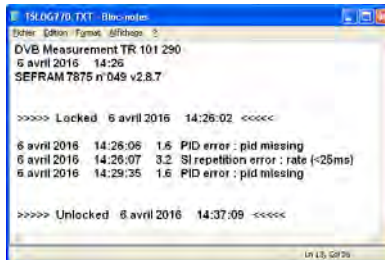 TSLOG770.TXT - Bloc-notes
Fichier Edition Format Affichage ?
DVB Measurement TR 101 290
6 avril 2016 14:26
SEFRAM 7875 n°049 v2.8.7
>>>>> Locked 6 avril 2016 14:26:02 <<<<<
6 avril 2016 14:26:06 1.6 PID error : pid missing
6 avril 2016 14:26:07 3.2 SI repetition error : rate (<25ms)
6 avril 2016 14:29:35 1.6 PID error : pid missing
>>>>> Unlocked 6 avril 2016 14:37:09 <<<<<